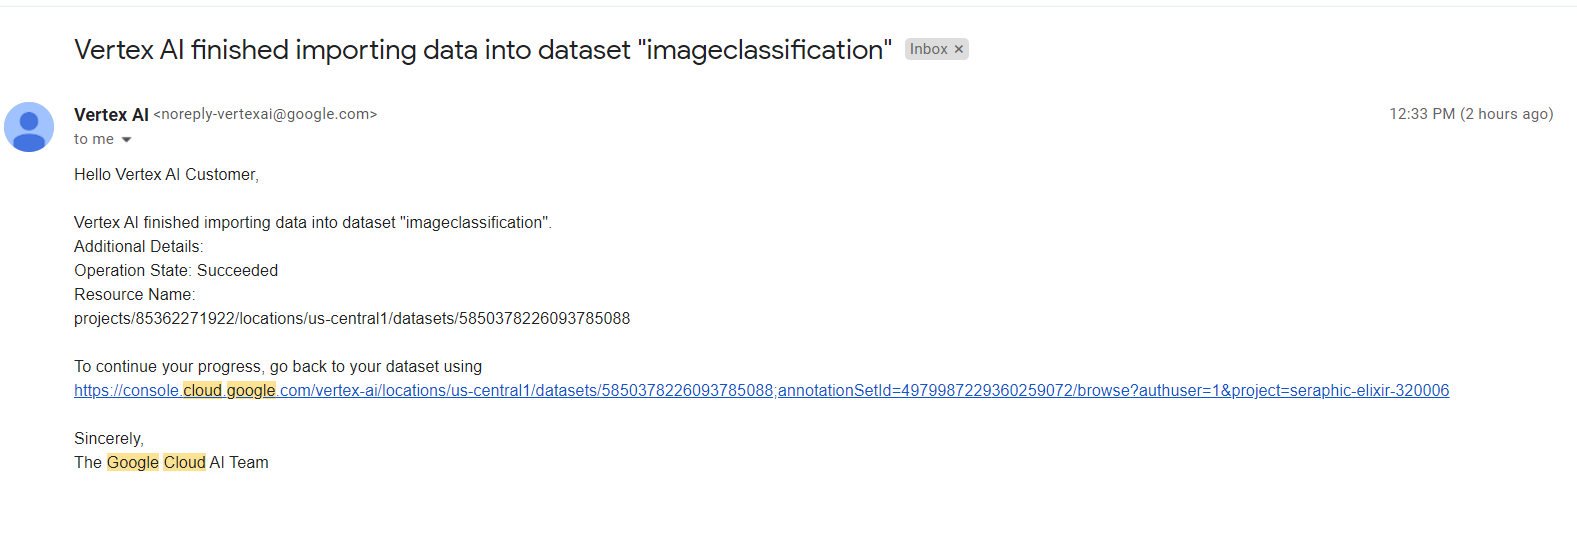 Vertex AI finished importing data into dataset "imageclassification" Inbox ×
Vertex AI <noreply-vertexai@google.com> 12:33 PM (2 hours ago)
to me
Hello Vertex AI Customer,
Vertex AI finished importing data into dataset "imageclassification".
Additional Details:
Operation State: Succeeded
Resource Name:
projects/85362271922/locations/us-central1/datasets/5850378226093785088
To continue your progress, go back to your dataset using
https://console.cloud.google.com/vertex-ai/locations/us-central1/datasets/5850378226093785088;annotationSetId=4979987229360259072/browse?authuser=1&project=seraphic-elixir-320006
Sincerely,
The Google Cloud AI Team